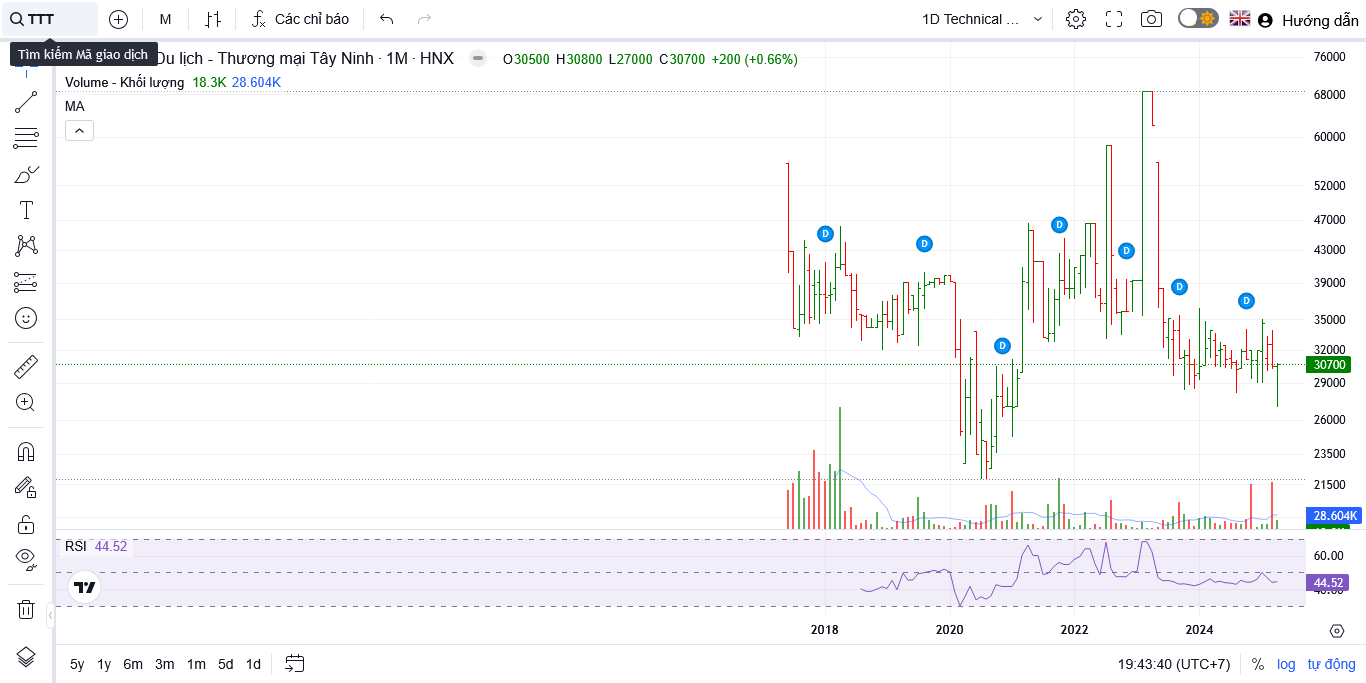 TTT M Các chỉ báo 1D Technical ... Hướng dẫn
Tìm kiếm Mã giao dịch
Du lịch - Thương mại Tây Ninh · 1M · HNX O30500 H30800 L27000 C30700 +200 (+0.66%)
Volume - Khối lượng 18.3K 28.604K
MA
76000
68000
60000
52000
47000
43000
39000
35000
32000
30700
29000
26000
23500
21500
28.604K
D
D
D
D
D
D
D
RSI 44.52
60.00
44.52
40.00
T
2018 2020 2022 2024
5y 1y 6m 3m 1m 5d 1d 19:43:40 (UTC+7) % log tự động